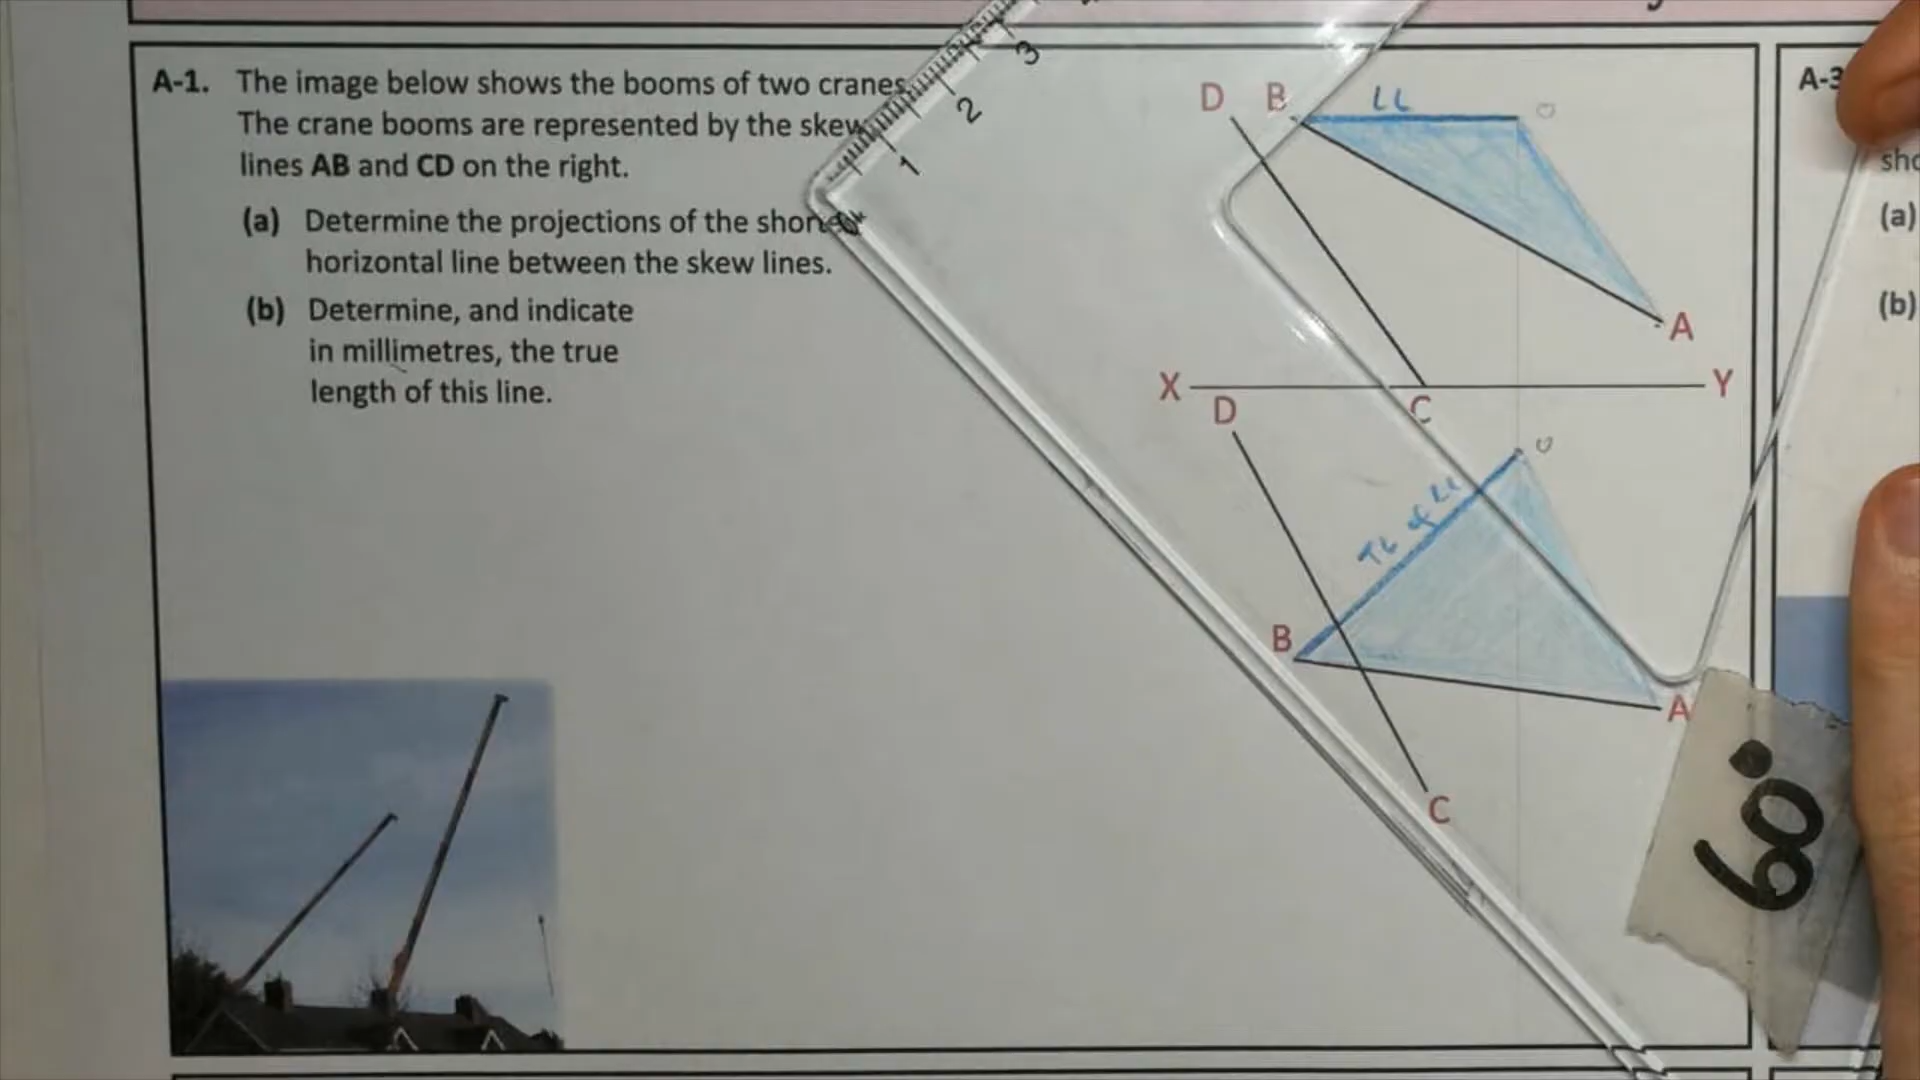 A-1. The image below shows the booms of two cranes.
The crane booms are represented by the skew
lines AB and CD on the right.
(a) Determine the projections of the
horizontal line between the skew lines.
(b) Determine, and indicate
in millimetres, the true
length of this line.
1
2
3
D B LL O
A
X Y
D C
O
TL of LL
B
A
C
60°
A-3
(a)
(b)